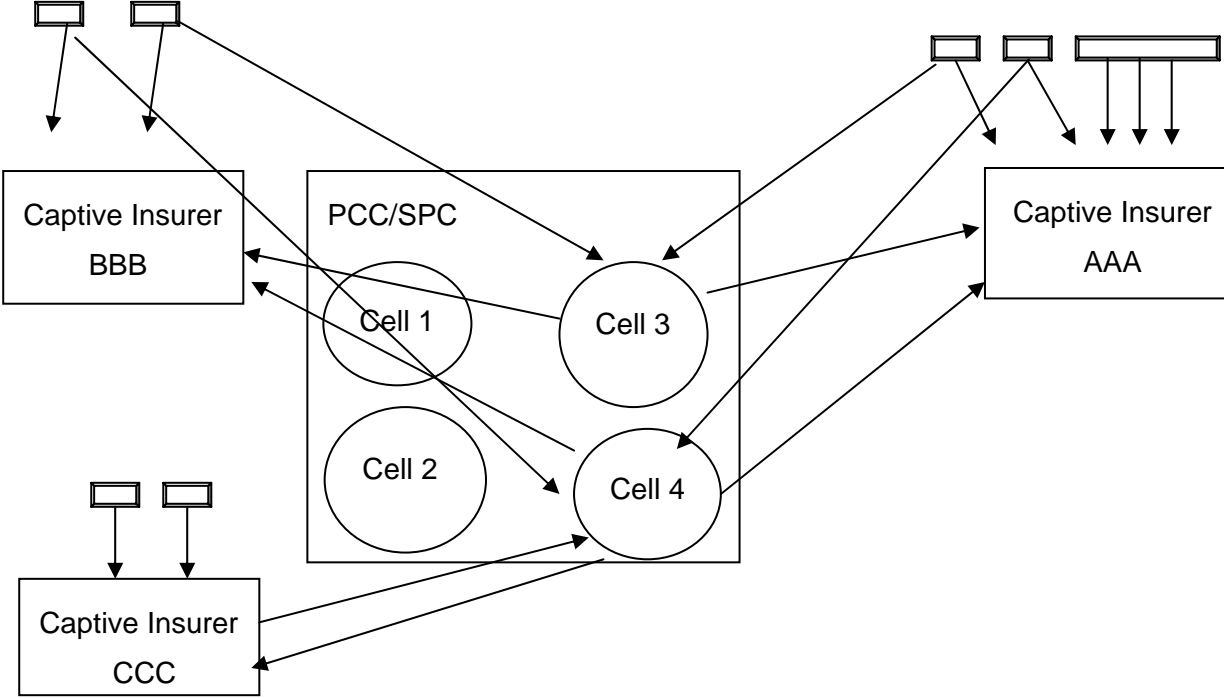 Captive Insurer
BBB
PCC/SPC
Captive Insurer
AAA
Cell 1
Cell 3
Cell 2
Cell 4
Captive Insurer
CCC